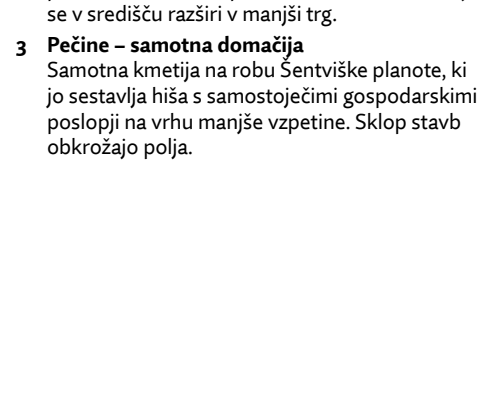 se v središču razširi v manjši trg.
3 Pečine – samotna domačija
Samotna kmetija na robu Šentviške planote, ki
jo sestavlja hiša s samostoječimi gospodarskimi
poslopji na vrhu manjše vzpetine. Sklop stavb
obkrožajo polja.